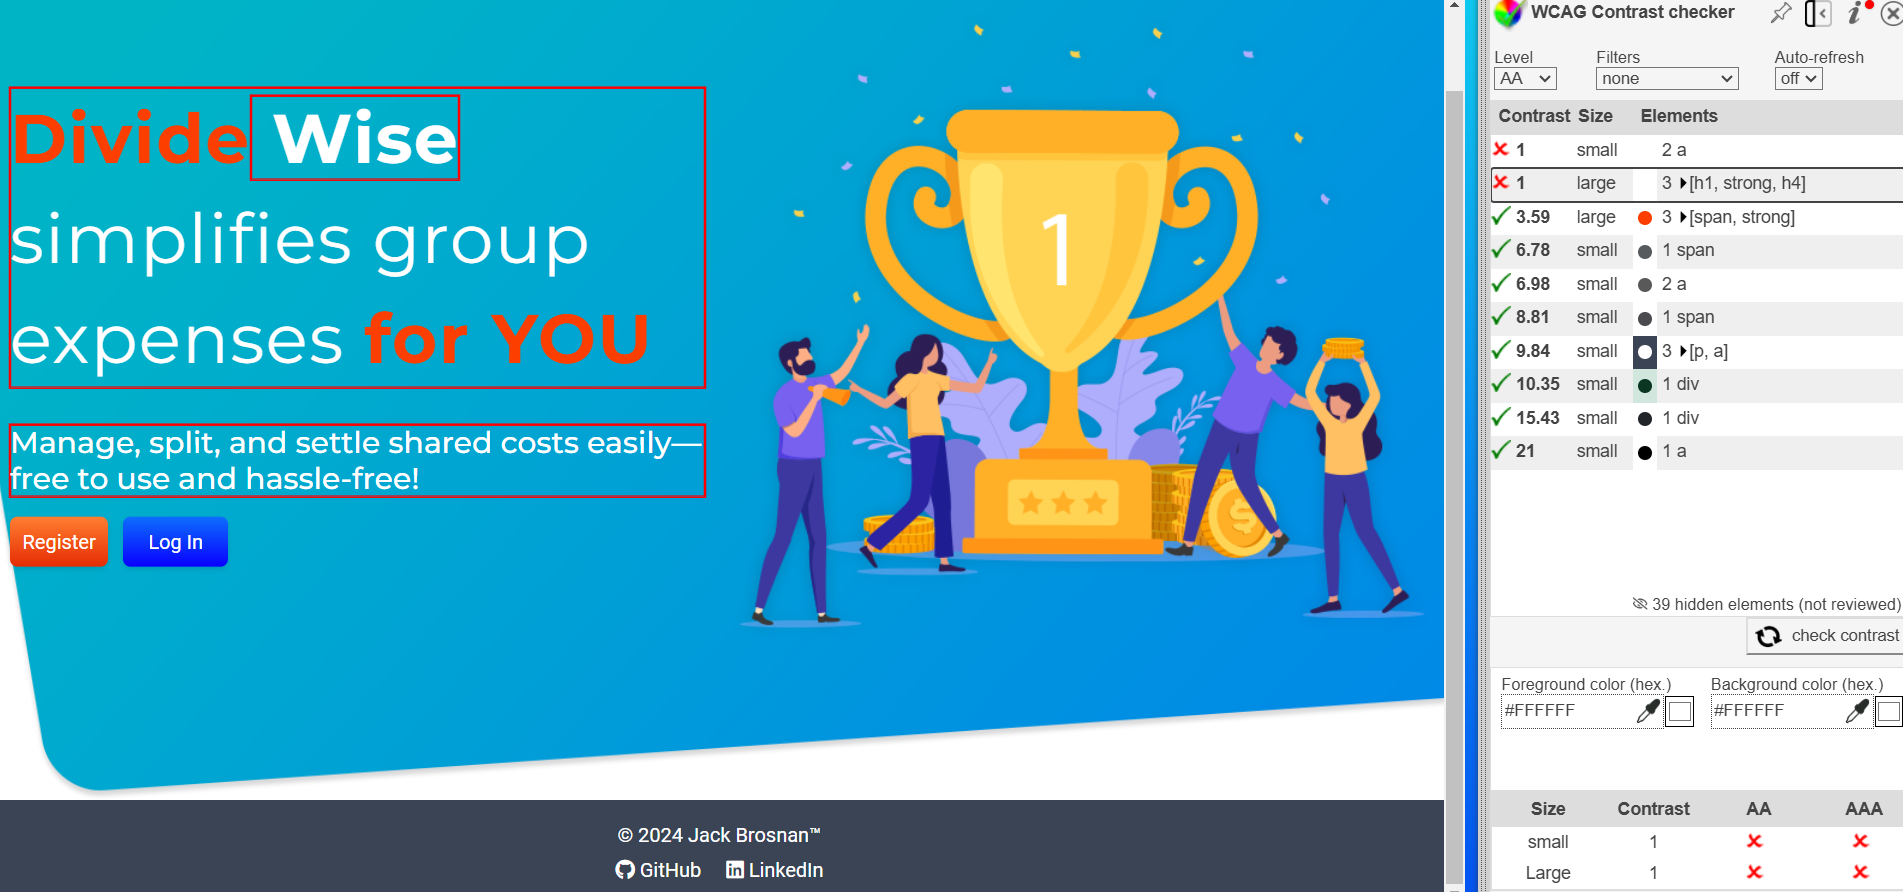 Divide Wise
simplifies group
expenses for YOU
Manage, split, and settle shared costs easily—
free to use and hassle-free!
Register
Log In
1
$
© 2024 Jack Brosnan™
GitHub
LinkedIn
WCAG Contrast checker
Level
Filters
Auto-refresh
AA
none
off
Contrast Size Elements
1 small 2 a
1 large 3 [h1, strong, h4]
3.59 large 3 [span, strong]
6.78 small 1 span
6.98 small 2 a
8.81 small 1 span
9.84 small 3 [p, a]
10.35 small 1 div
15.43 small 1 div
21 small 1 a
39 hidden elements (not reviewed)
check contrast
Foreground color (hex.)
Background color (hex.)
#FFFFFF
#FFFFFF
Size Contrast AA AAA
small 1
Large 1